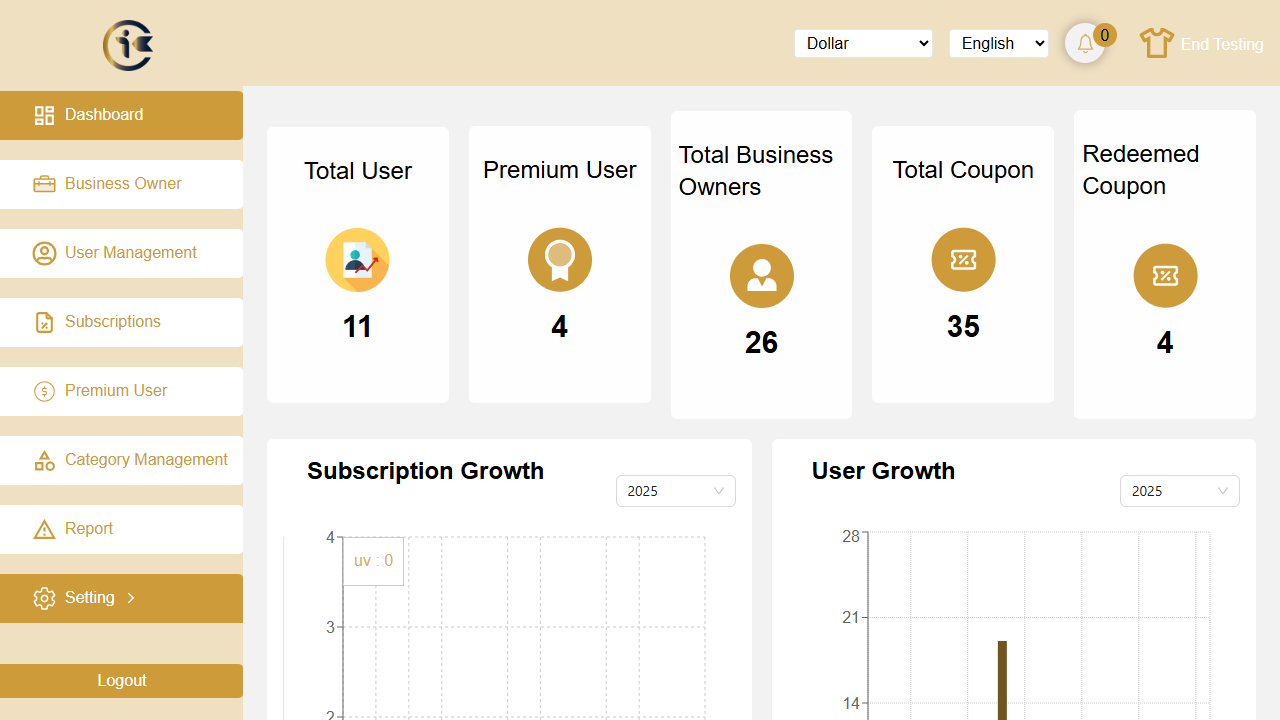 Dollar
English
0
End Testing
Dashboard
Business Owner
User Management
Subscriptions
Premium User
Category Management
Report
Setting
Logout
Total User
11
Premium User
4
Total Business
Owners
26
Total Coupon
35
Redeemed
Coupon
4
Subscription Growth
2025
4
uv : 0
3
2
User Growth
2025
28
21
14